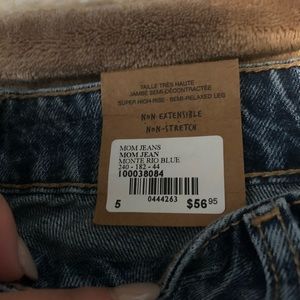 TAILLE TRÈS HAUTE
JAMBE SEMI-DÉCONTRACTÉE
SUPER HIGH-RISE · SEMI-RELAXED LEG
NON-EXTENSIBLE
NON-STRETCH
MOM JEANS
MOM JEAN
MONTE RIO BLUE
240 - 182 - 44
100038084
0444263
5 $56.95